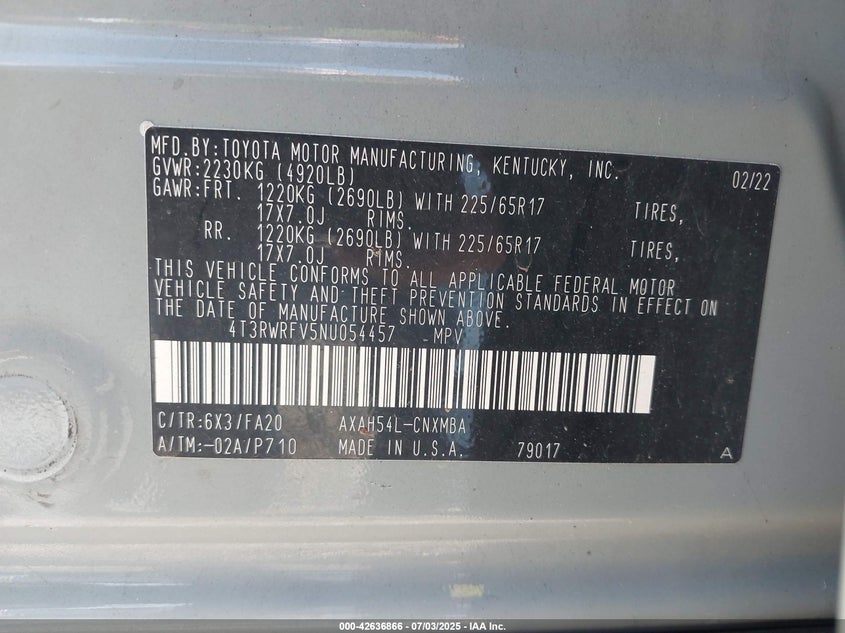 MFD.BY:TOYOTA MOTOR MANUFACTURING, KENTUCKY, INC. 02/22
GVWR:2230KG (4920LB)
GAWR:FRT. 1220KG (2690LB) WITH 225/65R17 TIRES,
17X7.0J RIMS.
RR. 1220KG (2690LB) WITH 225/65R17 TIRES,
17X7.0J RIMS.
THIS VEHICLE CONFORMS TO ALL APPLICABLE FEDERAL MOTOR
VEHICLE SAFETY AND THEFT PREVENTION STANDARDS IN EFFECT ON
THE DATE OF MANUFACTURE SHOWN ABOVE.
4T3RWRFV5NU054457 MPV
C/TR:6X3/FA20 AXAH54L-CNXMBA
A/TM:-02A/P710 MADE IN U.S.A. 79017 A
000-42636866 - 07/03/2025 - IAA Inc.